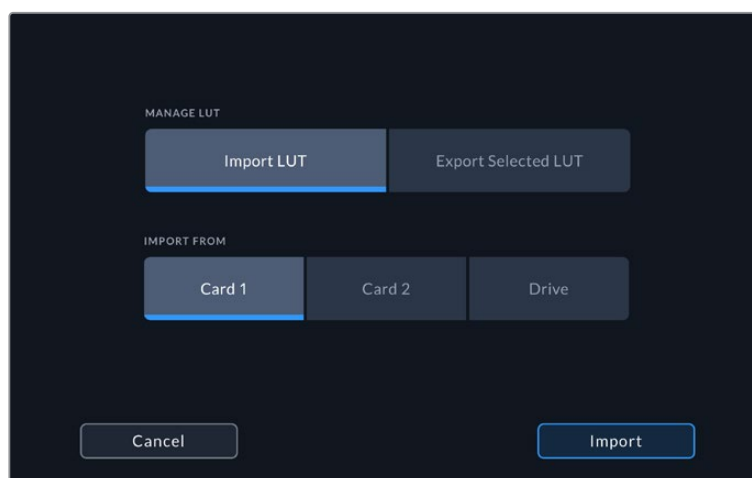 MANAGE LUT
Import LUT Export Selected LUT
IMPORT FROM
Card 1 Card 2 Drive
Cancel Import